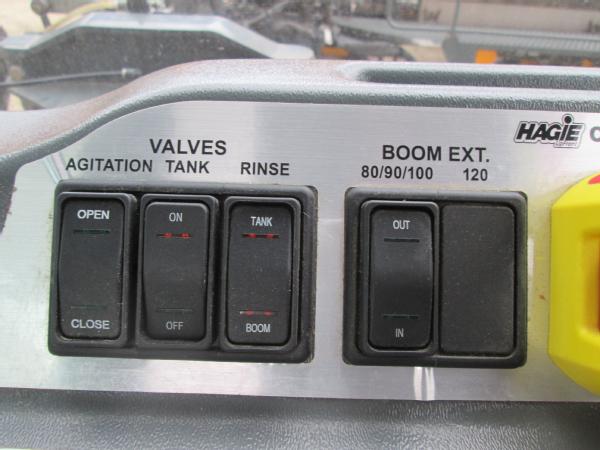 VALVES
AGITATION TANK RINSE
OPEN
CLOSE
ON
OFF
TANK
BOOM
BOOM EXT.
80/90/100 120
OUT
IN
HAGIE